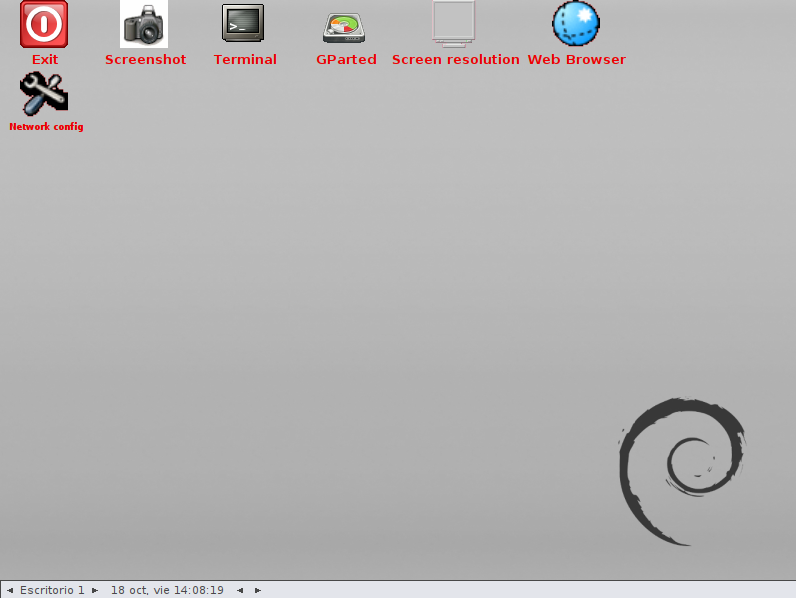 Exit
Screenshot
Terminal
GParted
Screen resolution
Web Browser
Network config
Escritorio 1
18 oct, vie 14:08:19